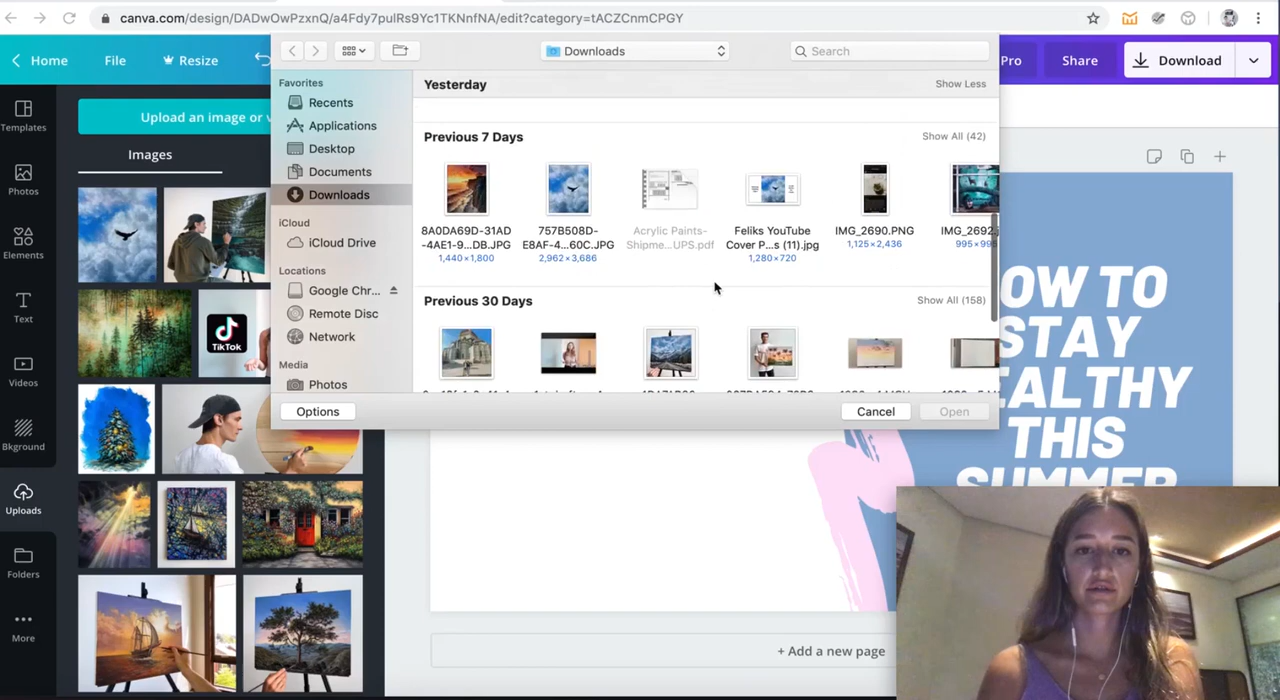 canva.com/design/DADwOwPzxnQ/a4Fdy7pulRs9Yc1TKNnfNA/edit?category=tACZCnmCPGY
Home
File
Resize
Pro
Share
Download
Downloads
Search
Templates
Photos
Elements
Text
Videos
Bkground
Uploads
Folders
More
Upload an image or v
Images
TikTok
Favorites
Recents
Applications
Desktop
Documents
Downloads
iCloud
iCloud Drive
Locations
Google Chr...
Remote Disc
Network
Media
Photos
Yesterday
Show Less
Previous 7 Days
Show All (42)
8A0DA69D-31AD
-4AE1-9...DB.JPG
1,440×1,800
757B508D-
E8AF-4...60C.JPG
2,962×3,686
Acrylic Paints-
Shipme...UPS.pdf
Feliks YouTube
Cover P...s (11).jpg
1,280×720
IMG_2690.PNG
1,125×2,436
IMG_2692.j
995×995
Previous 30 Days
Show All (158)
Options
Cancel
Open
OW TO
STAY
EALTHY
THIS
SUMMER
+ Add a new page